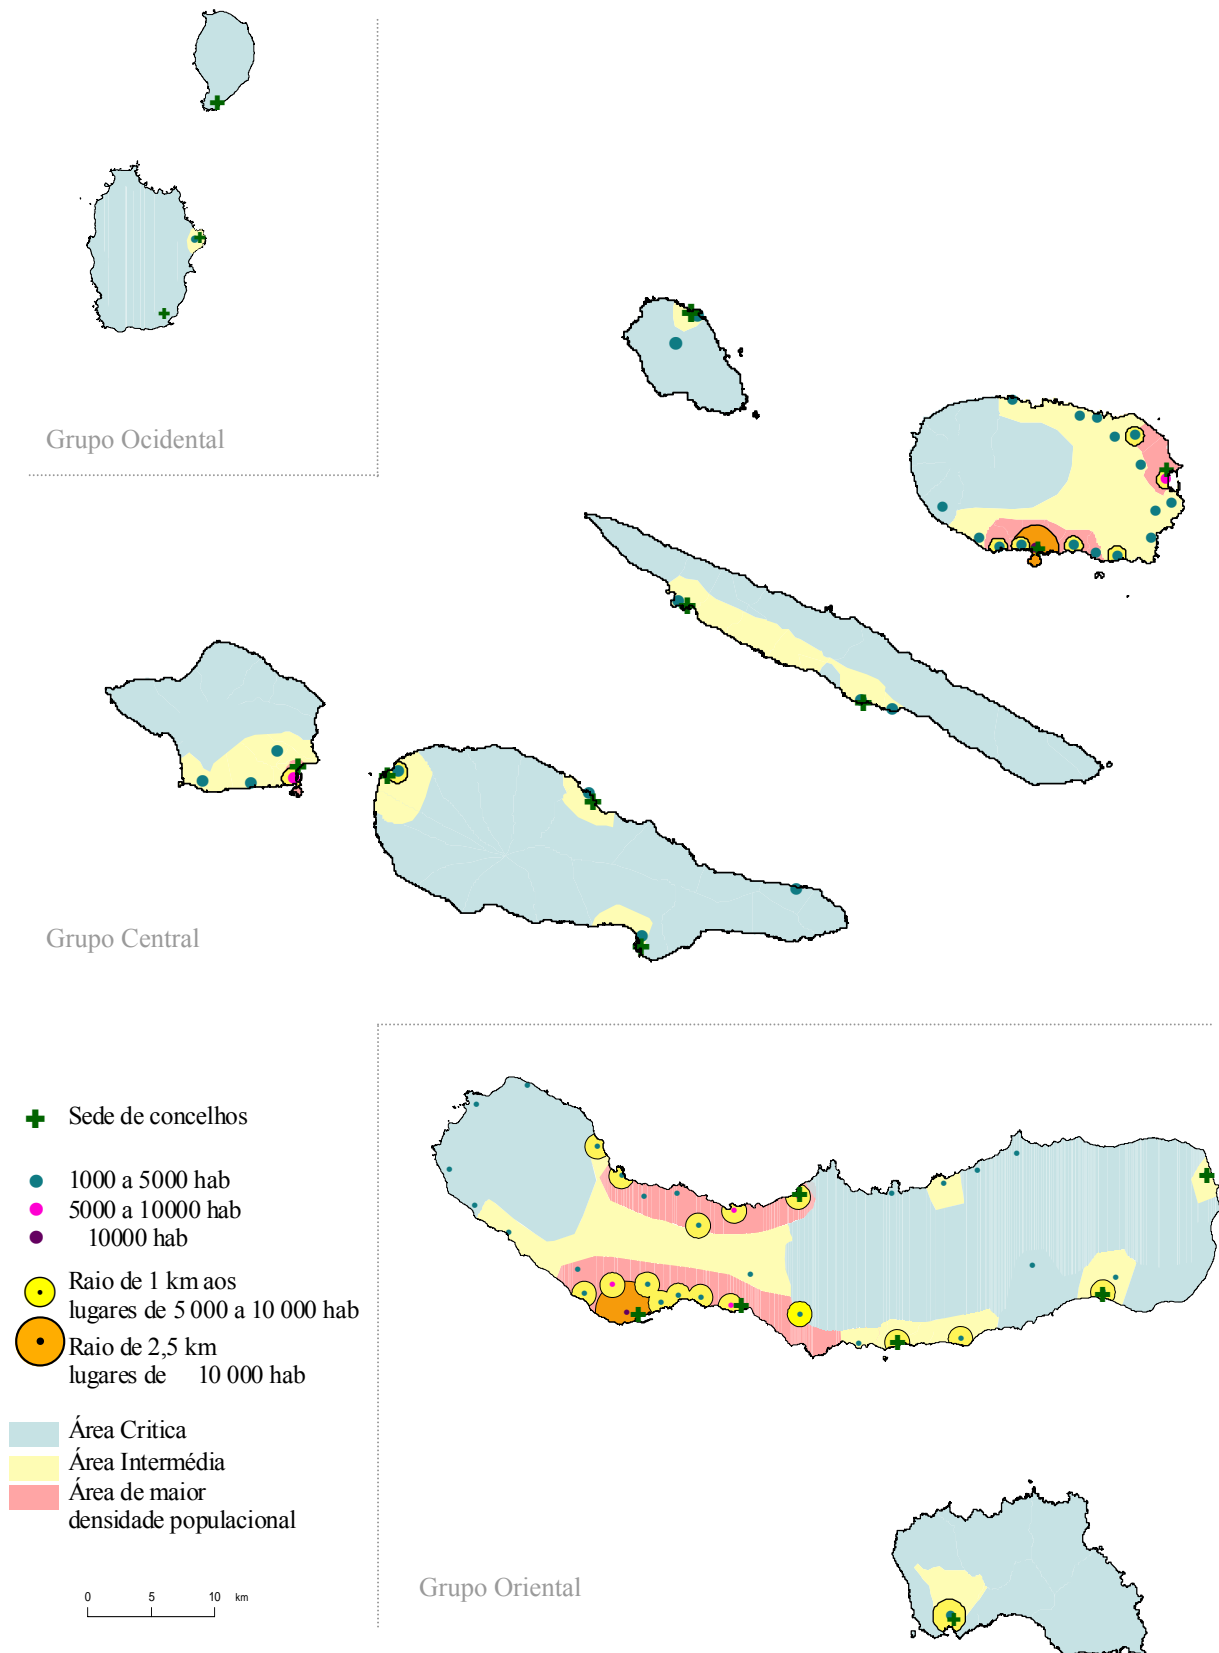 Grupo Ocidental
Grupo Central
Sede de concelhos
1000 a 5000 hab
5000 a 10000 hab
10000 hab
Raio de 1 km aos
lugares de 5 000 a 10 000 hab
Raio de 2,5 km
lugares de 10 000 hab
Área Critica
Área Intermédia
Área de maior
densidade populacional
0 5 10 km
Grupo Oriental